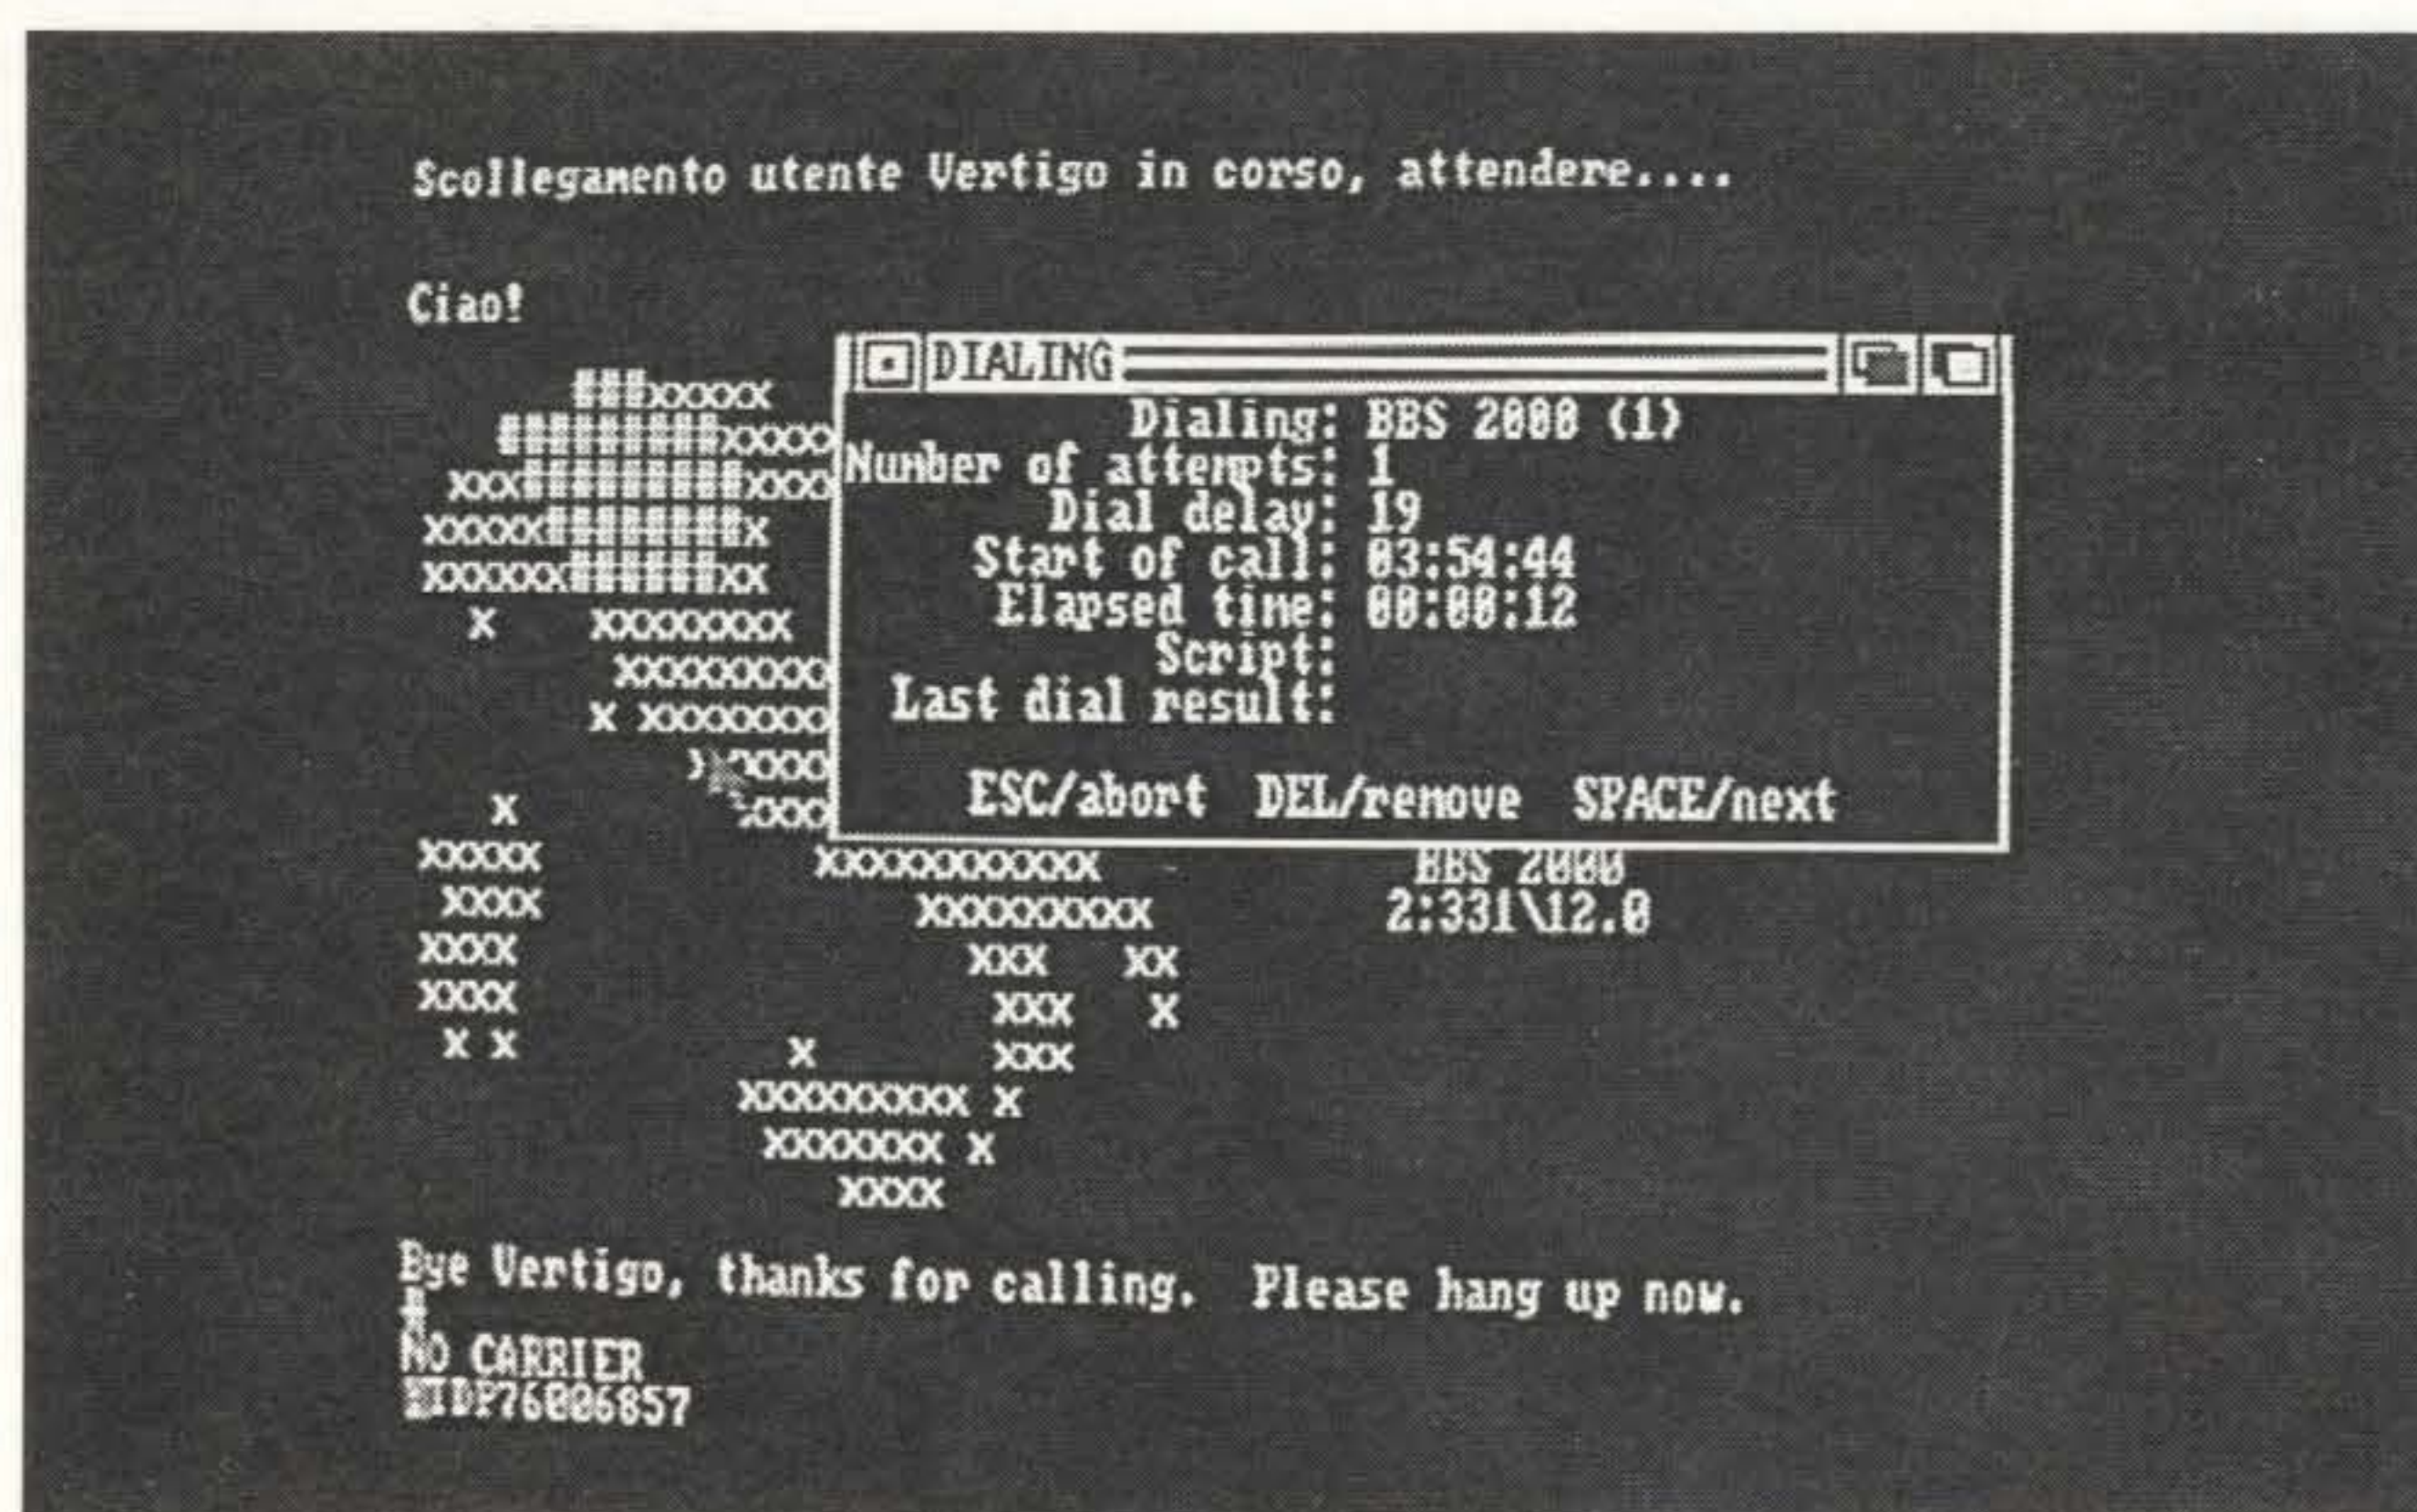 Scollegamento utente Vertigo in corso, attendere....
Ciao!
DIALING
Dialing: BBS 2000 (1)
Number of attempts: 1
Dial delay: 19
Start of call: 03:54:44
Elapsed time: 00:00:12
Script:
Last dial result:
ESC/abort DEL/remove SPACE/next
BBS 2000
2:331\12.0
Bye Vertigo, thanks for calling. Please hang up now.
NO CARRIER
ATDP76006857